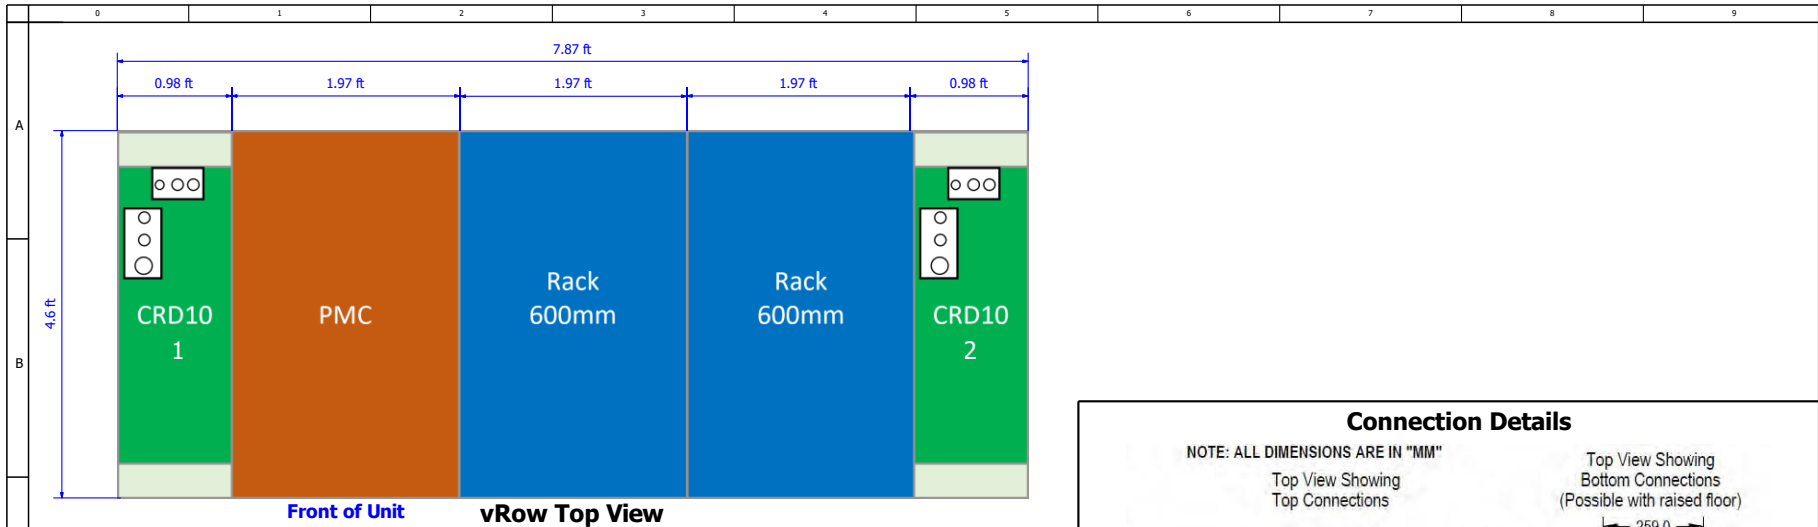 0 1 2 3 4 5 6 7 8 9
7.87 ft
0.98 ft 1.97 ft 1.97 ft 1.97 ft 0.98 ft
A
B
4.6 ft
CRD10
1
PMC
Rack
600mm
Rack
600mm
CRD10
2
Front of Unit
vRow Top View
Connection Details
NOTE: ALL DIMENSIONS ARE IN "MM"
Top View Showing
Top Connections
Top View Showing
Bottom Connections
(Possible with raised floor)
259.0